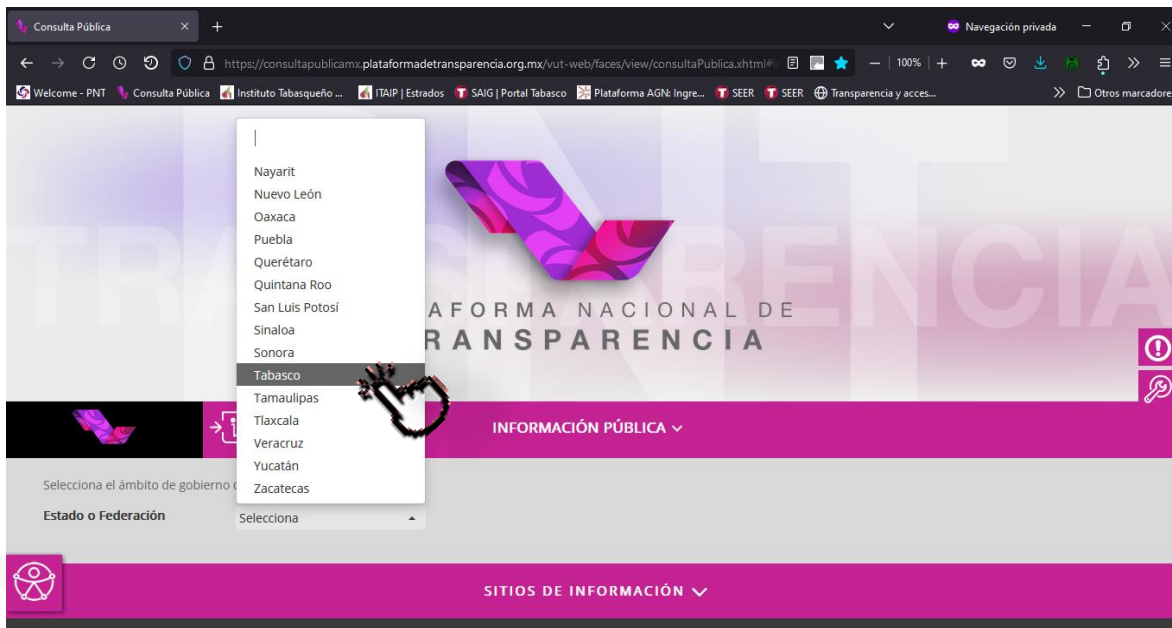 Consulta Pública
Navegación privada
https://consultapublicamx.plataformadetransparencia.org.mx/vut-web/faces/view/consultaPublica.xhtml#
100%
Welcome - PNT Consulta Pública Instituto Tabasqueño ... ITAIP | Estrados SAIG | Portal Tabasco Plataforma AGN: Ingre... SEER SEER Transparencia y acces... Otros marcadore
TRANSPARENCIA
Nayarit
Nuevo León
Oaxaca
Puebla
Querétaro
Quintana Roo
San Luis Potosí
Sinaloa
Sonora
Tabasco
Tamaulipas
Tlaxcala
Veracruz
Yucatán
Zacatecas
AFORMA NACIONAL DE
RANSPARENCIA
INFORMACIÓN PÚBLICA
Selecciona el ámbito de gobierno
Estado o Federación Selecciona
SITIOS DE INFORMACIÓN